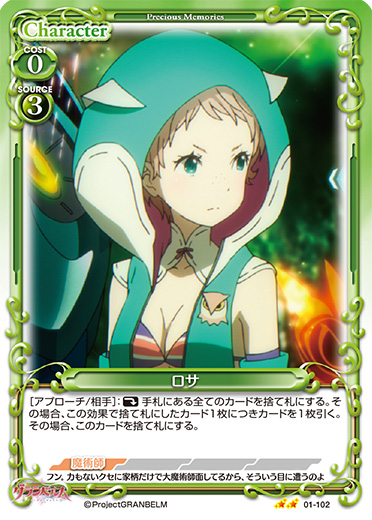 Precious Memories
Character
COST
0
SOURCE
3
ロサ
[アプローチ/相手]: 手札にある全てのカードを捨て札にする。そ
の場合、この効果で捨て札にしたカード1枚につきカードを1枚引く。
その場合、このカードを捨て札にする。
魔術師
フン、力もないクセに家柄だけで大魔術師面してるから、そういう目に遭うのよ
グランベルム
©ProjectGRANBELM
01-102